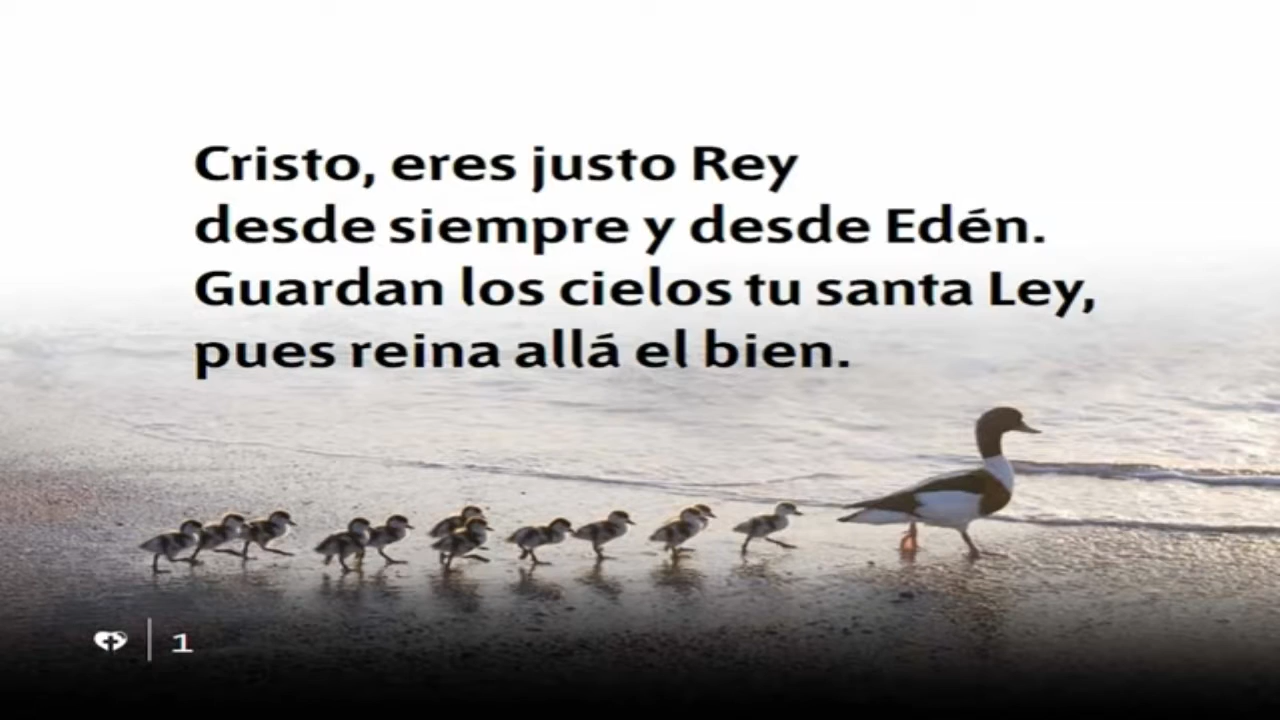 Cristo, eres justo Rey
desde siempre y desde Edén.
Guardan los cielos tu santa Ley,
pues reina allá el bien.
1